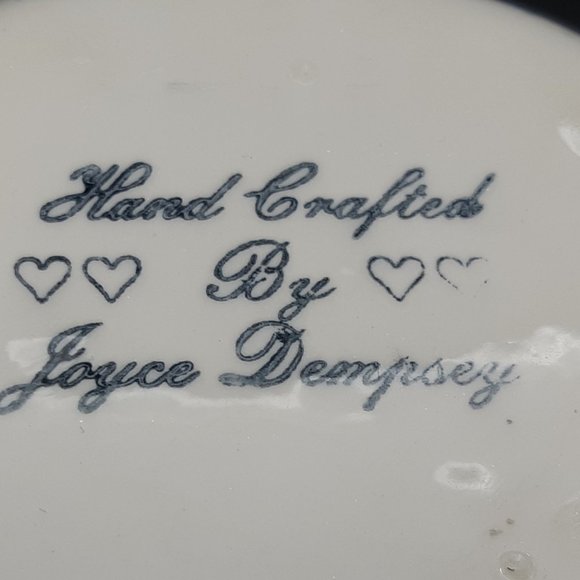 Hand Crafted
♡♡ By ♡♡
Joyce Dempsey